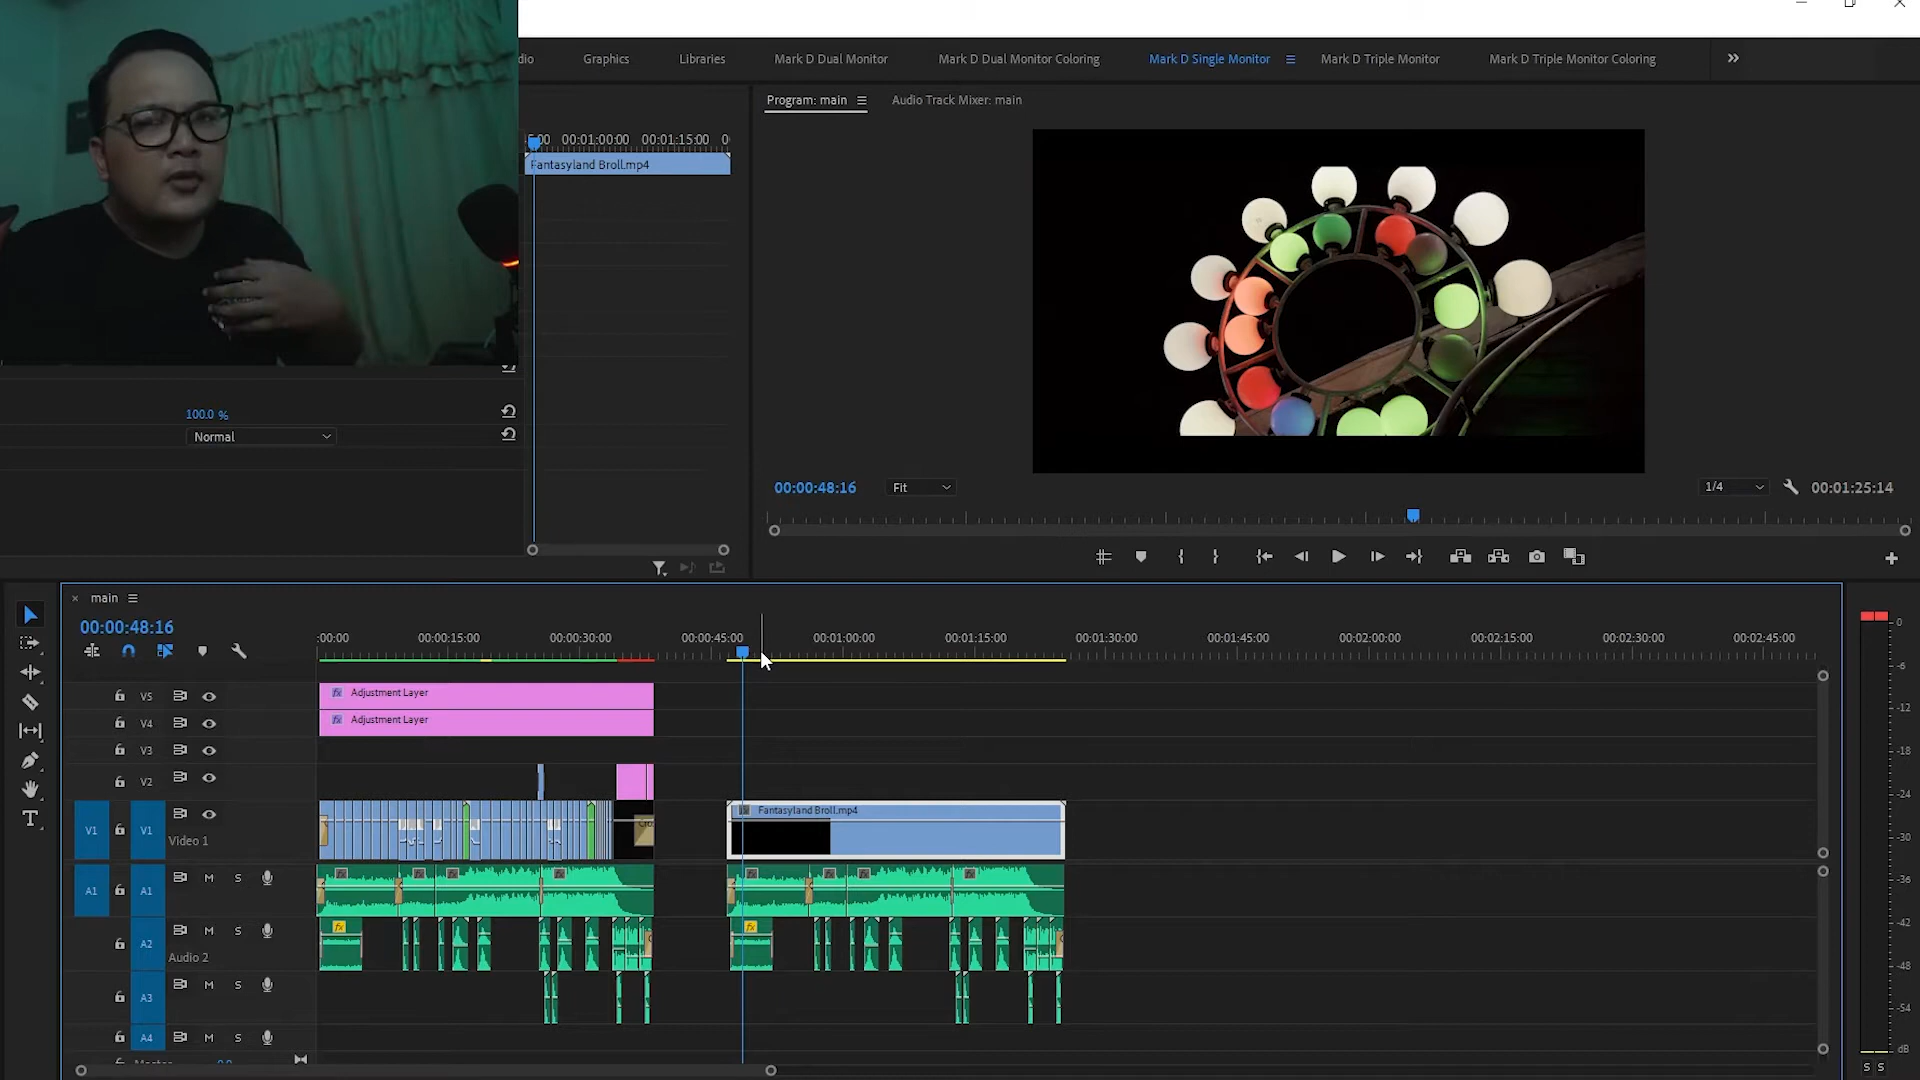 dio Graphics Libraries Mark D Dual Monitor Mark D Dual Monitor Coloring Mark D Single Monitor Mark D Triple Monitor Mark D Triple Monitor Coloring
Program: main Audio Track Mixer: main
00:01:00:00 00:01:15:00 0
Fantasyland Broll.mp4
100.0 %
Normal
00:00:48:16 Fit 1/4 00:01:25:14
main
00:00:48:16
:00:00 00:00:15:00 00:00:30:00 00:00:45:00 00:01:00:00 00:01:15:00 00:01:30:00 00:01:45:00 00:02:00:00 00:02:15:00 00:02:30:00 00:02:45:00
V5 fx Adjustment Layer
V4 fx Adjustment Layer
V3
V2
V1 V1 Video 1 Fantasyland Broll.mp4
A1 A1 M S
A2 M S
Audio 2
A3 M S
A4 M S
0
-6
-12
-18
-24
-30
-36
-42
-48
-54
dB
S S